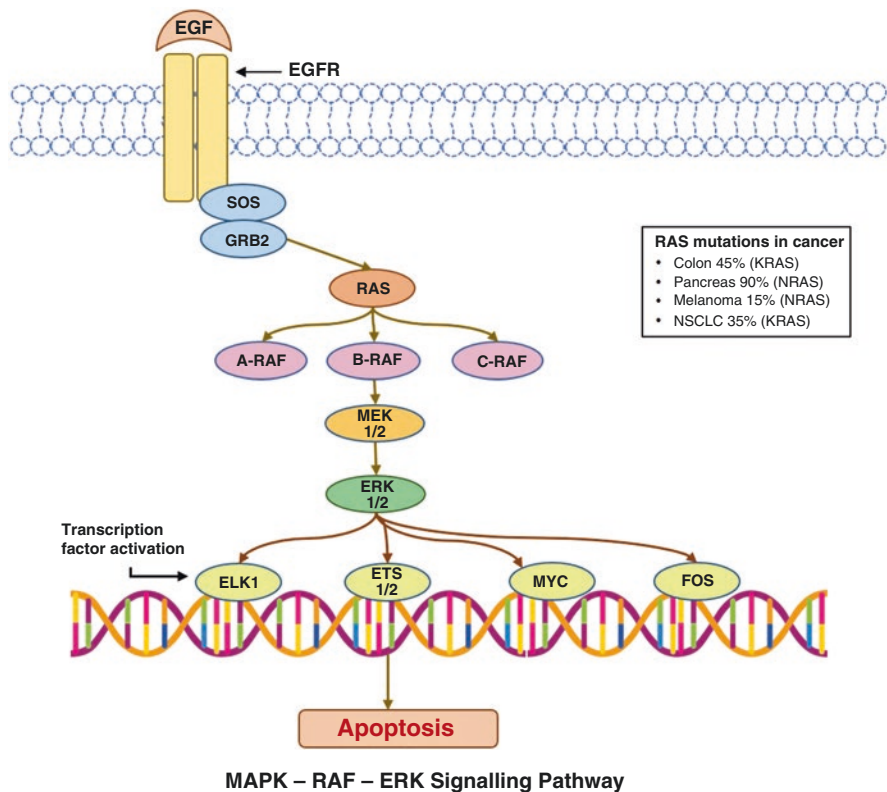 EGF
EGFR
SOS
GRB2
RAS
RAS mutations in cancer
• Colon 45% (KRAS)
• Pancreas 90% (NRAS)
• Melanoma 15% (NRAS)
• NSCLC 35% (KRAS)
A-RAF
B-RAF
C-RAF
MEK
1/2
ERK
1/2
Transcription
factor activation
ELK1
ETS
1/2
MYC
FOS
Apoptosis
MAPK – RAF – ERK Signalling Pathway